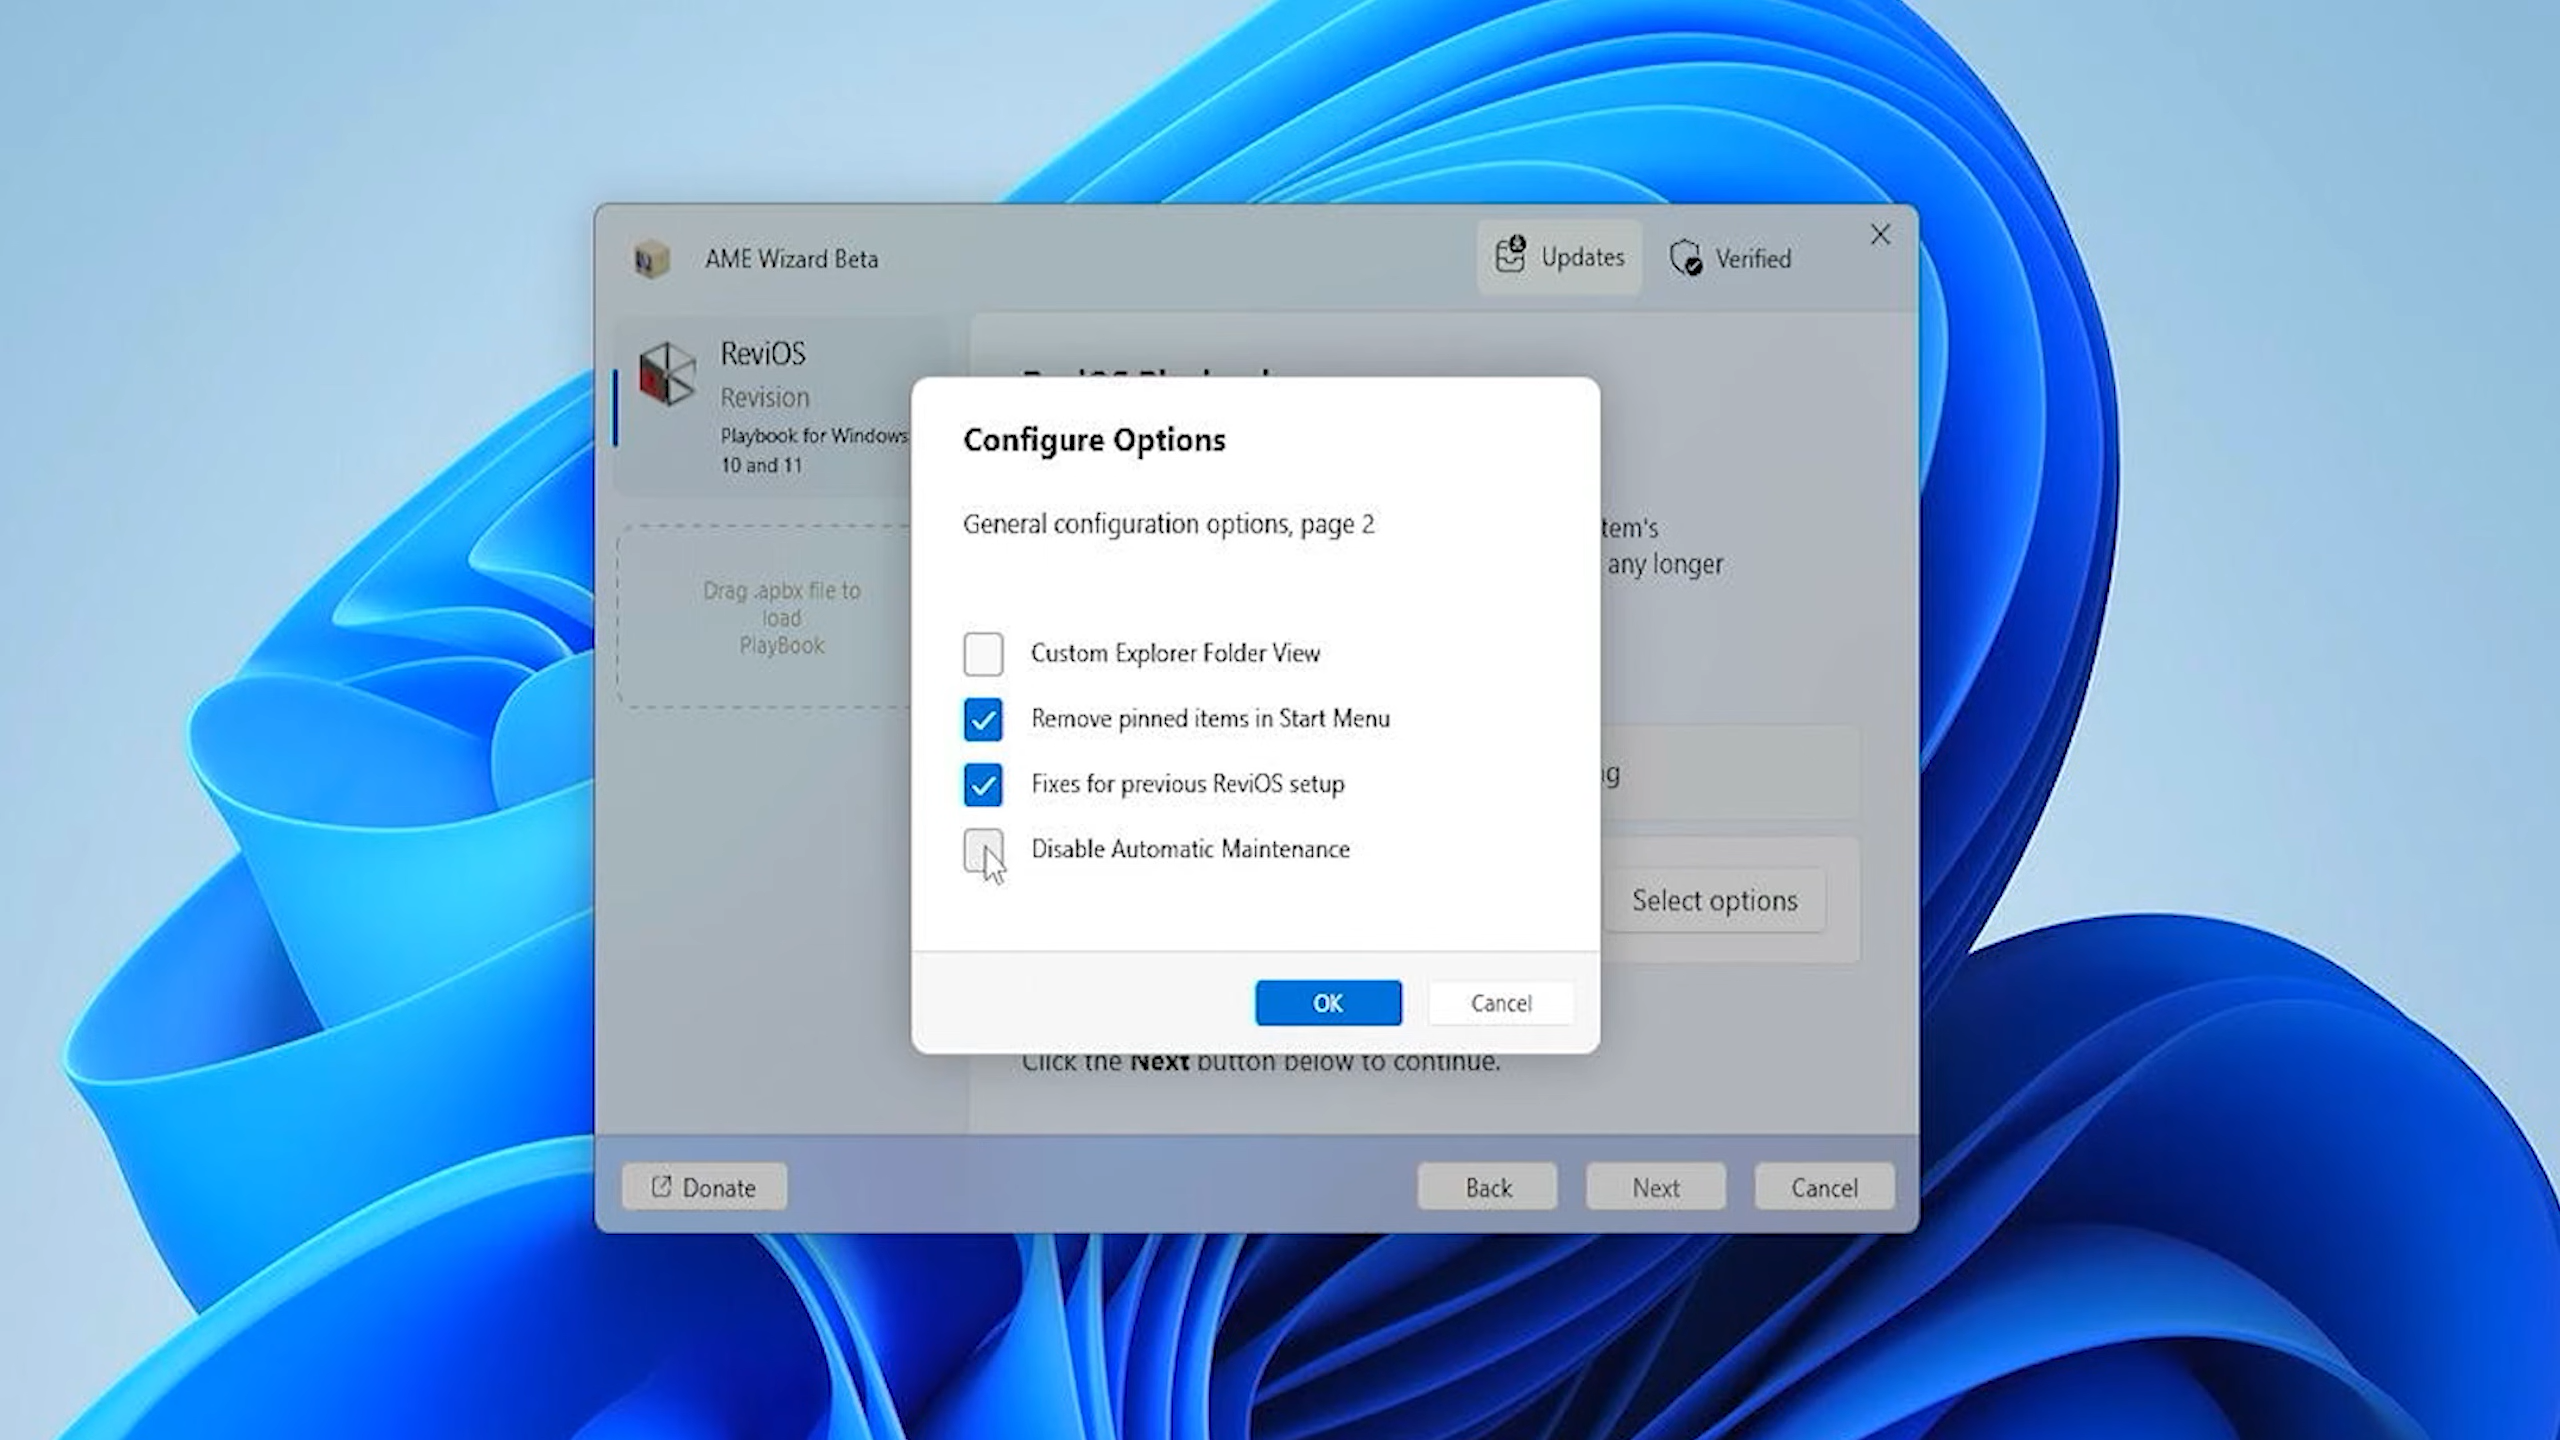 AME Wizard Beta
Updates
Verified
ReviOS
Revision
Playbook for Windows
10 and 11
Drag .apbx file to
load
PlayBook
tem's
any longer
Configure Options
General configuration options, page 2
Custom Explorer Folder View
Remove pinned items in Start Menu
Fixes for previous ReviOS setup
Disable Automatic Maintenance
Select options
OK
Cancel
Click the Next button below to continue.
Donate
Back
Next
Cancel